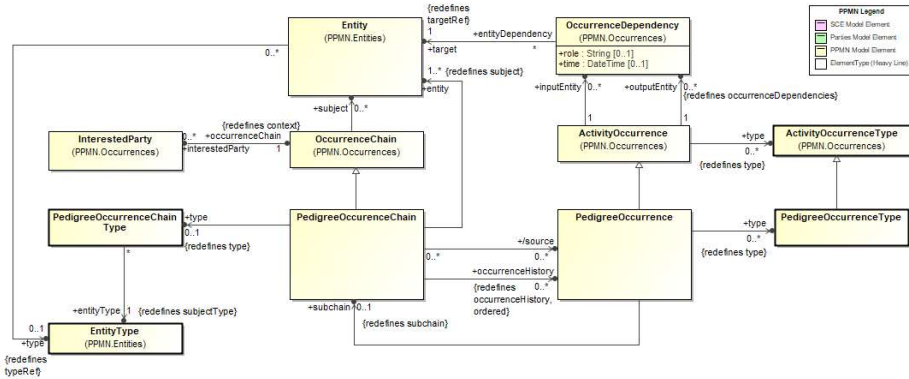 PPMN Legend
SCE Model Element
Parties Model Element
PPMN Model Element
ElementType (Heavy Line)
Entity
(PPMN.Entities)
{redefines
targetRef}
1
+entityDependency
+target
*
OccurrenceDependency
(PPMN.Occurrences)
+role : String [0..1]
+time : DateTime [0..1]
0..*
1..*
{redefines subject}
+entity
+subject
0..*
+inputEntity
0..*
+outputEntity
0..*
{redefines occurrenceDependencies}
1
1
InterestedParty
(PPMN.Occurrences)
{redefines context}
0..*
+occurrenceChain
+interestedParty
1
OccurrenceChain
(PPMN.Occurrences)
ActivityOccurrence
(PPMN.Occurrences)
+type
0..*
{redefines type}
ActivityOccurrenceType
(PPMN.Occurrences)
PedigreeOccurrenceChain
Type
+type
0..1
{redefines type}
PedigreeOccurenceChain
+/source
0..*
0..*
+occurrenceHistory
{redefines
occurrenceHistory,
ordered}
0..*
PedigreeOccurrence
+type
0..*
{redefines type}
PedigreeOccurrenceType
*
+entityType
1
{redefines subjectType}
+subchain
0..1
{redefines subchain}
0..1
+type
{redefines
typeRef}
EntityType
(PPMN.Entities)